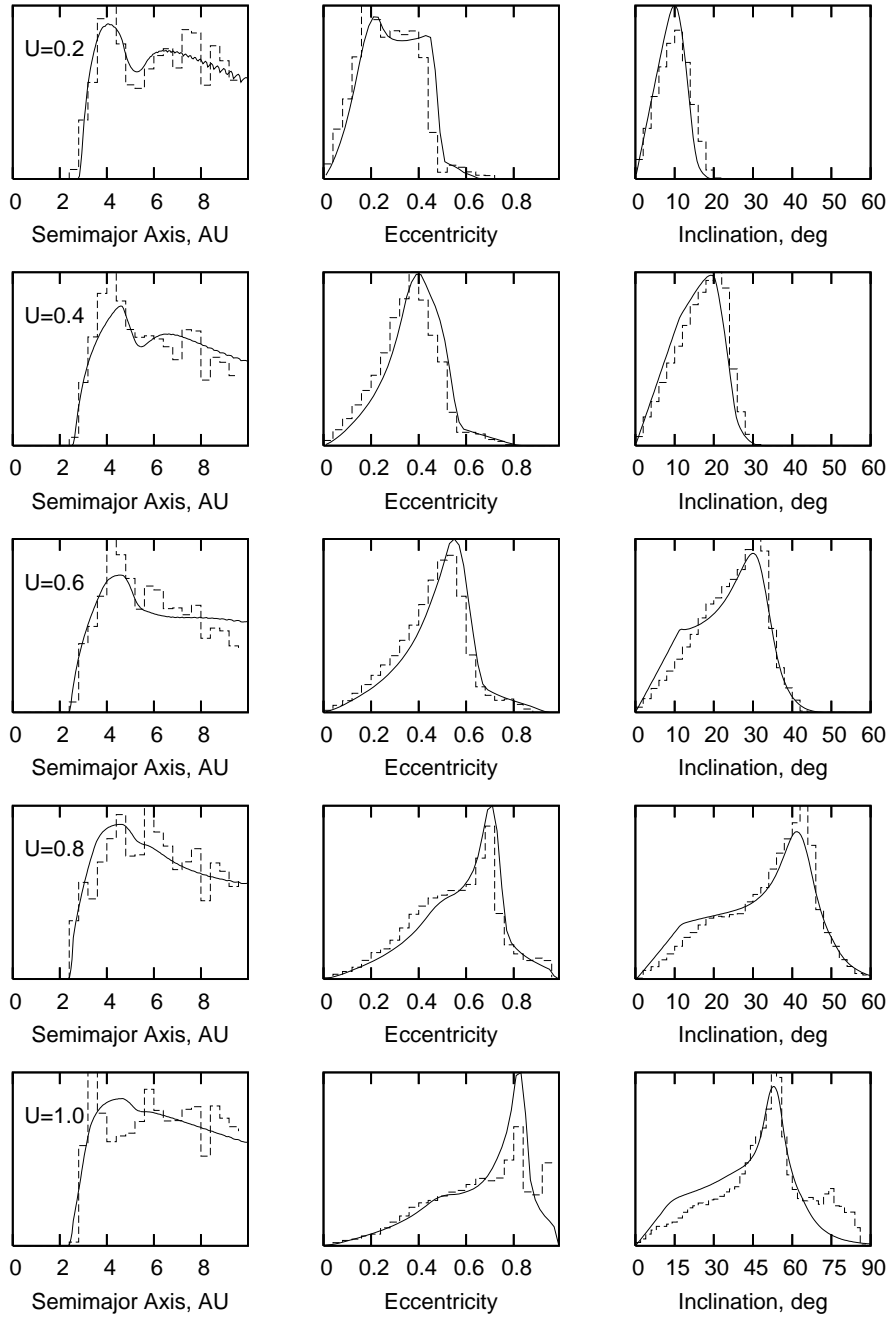 U=0.2
0 2 4 6 8 0 0.2 0.4 0.6 0.8 0 10 20 30 40 50 60
Semimajor Axis, AU Eccentricity Inclination, deg
U=0.4
0 2 4 6 8 0 0.2 0.4 0.6 0.8 0 10 20 30 40 50 60
Semimajor Axis, AU Eccentricity Inclination, deg
U=0.6
0 2 4 6 8 0 0.2 0.4 0.6 0.8 0 10 20 30 40 50 60
Semimajor Axis, AU Eccentricity Inclination, deg
U=0.8
0 2 4 6 8 0 0.2 0.4 0.6 0.8 0 10 20 30 40 50 60
Semimajor Axis, AU Eccentricity Inclination, deg
U=1.0
0 2 4 6 8 0 0.2 0.4 0.6 0.8 0 15 30 45 60 75 90
Semimajor Axis, AU Eccentricity Inclination, deg